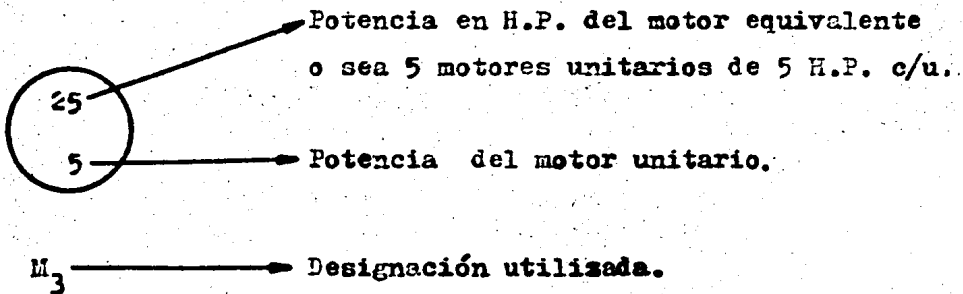 Potencia en H.P. del motor equivalente
o sea 5 motores unitarios de 5 H.P. c/u.
25
5
Potencia del motor unitario.
M3
Designación utilizada.